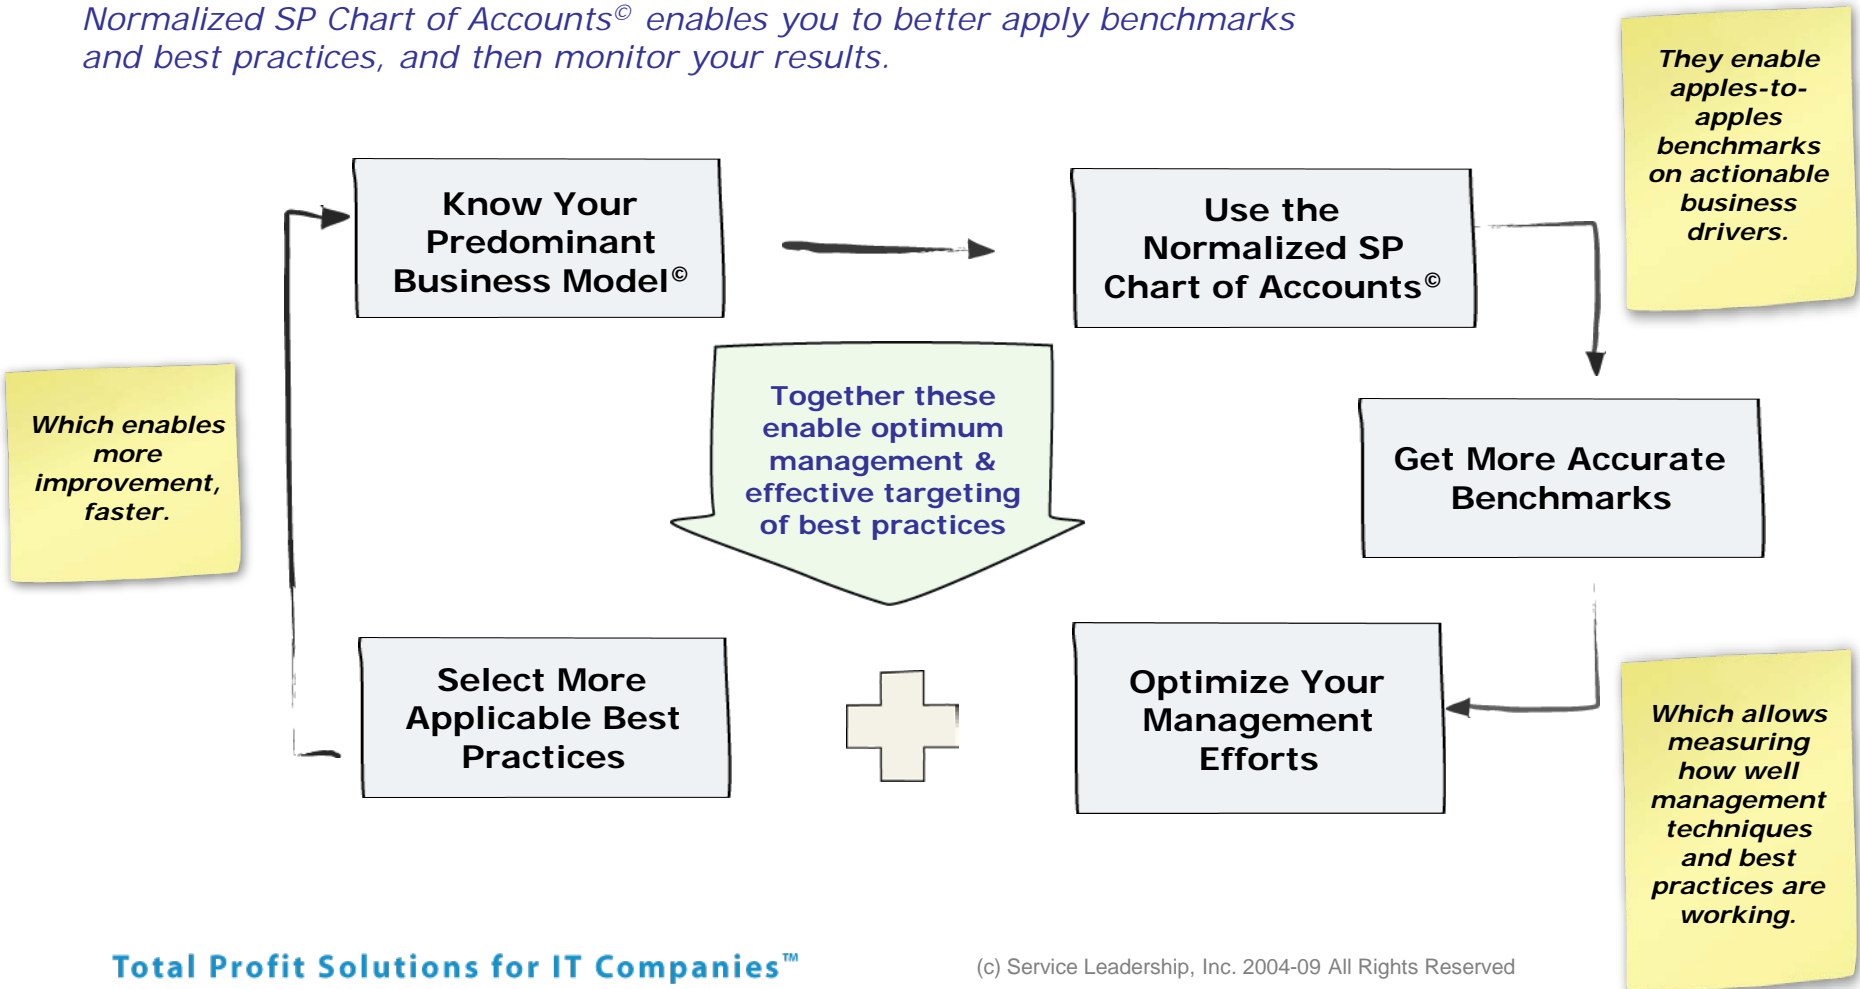 Normalized SP Chart of Accounts© enables you to better apply benchmarks
and best practices, and then monitor your results.
They enable
apples-to-
apples
benchmarks
on actionable
business
drivers.
Know Your
Predominant
Business Model©
Use the
Normalized SP
Chart of Accounts©
Together these
enable optimum
management &
effective targeting
of best practices
Get More Accurate
Benchmarks
Which enables
more
improvement,
faster.
Select More
Applicable Best
Practices
Optimize Your
Management
Efforts
Which allows
measuring
how well
management
techniques
and best
practices are
working.
Total Profit Solutions for IT Companies™
(c) Service Leadership, Inc. 2004-09 All Rights Reserved